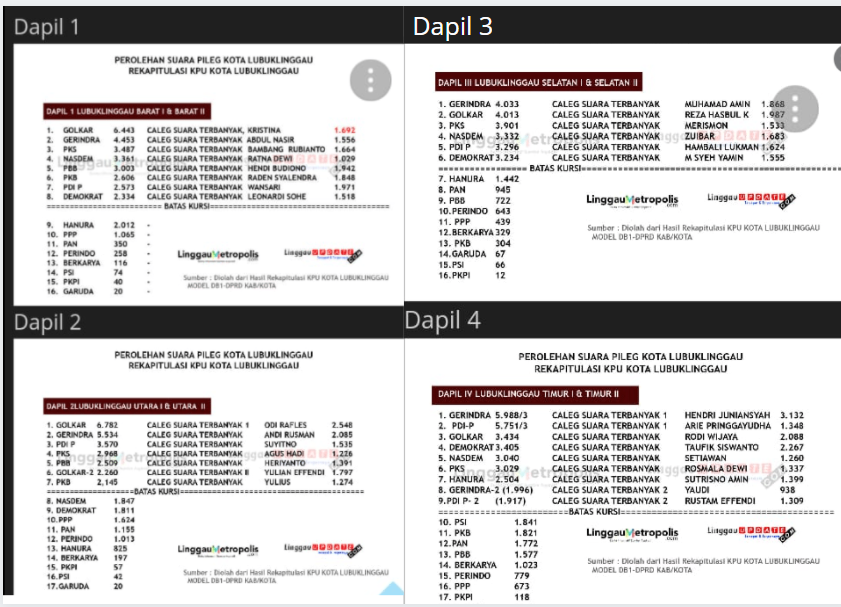 Dapil 1
PEROLEHAN SUARA PILEG KOTA LUBUKLINGGAU
REKAPITULASI KPU KOTA LUBUKLINGGAU
DAPIL 1 LUBUKLINGGAU BARAT I & BARAT II
1. GOLKAR 6.443 CALEG SUARA TERBANYAK, KRISTINA 1.692
2. GERINDRA 4.453 CALEG SUARA TERBANYAK ABDUL NASIR 1.556
3. PKS 3.487 CALEG SUARA TERBANYAK BAMBANG RUBIANTO 1.664
4. NASDEM 3.361 CALEG SUARA TERBANYAK RATNA DEWI 1.029
5. PBB 3.003 CALEG SUARA TERBANYAK HENDI BUDIONO 1.942
6. PKB 2.606 CALEG SUARA TERBANYAK RADEN SYALENDRA 1.848
7. PDI P 2.573 CALEG SUARA TERBANYAK WANSARI 1.971
8. DEMOKRAT 2.334 CALEG SUARA TERBANYAK LEONARDI SOHE 1.518
======================= BATAS KURSI=======================
9. HANURA 2.012 -
10. PPP 1.065 -
11. PAN 350 -
12. PERINDO 258 -
13. BERKARYA 116 -
14. PSI 74 -
15. PKPI 40 -
16. GARUDA 20 -
LinggauMetropolis
Linggau UPDATE.COM
Sumber : Diolah dari Hasil Rekapitulasi KPU KOTA LUBUKLINGGAU
MODEL DB1-DPRD KAB/KOTA
Dapil 2
PEROLEHAN SUARA PILEG KOTA LUBUKLINGGAU
REKAPITULASI KPU KOTA LUBUKLINGGAU
DAPIL 2LUBUKLINGGAU UTARA I & UTARA II
1. GOLKAR 6.782 CALEG SUARA TERBANYAK 1 ODI RAFLES 2.548
2. GERINDRA 5.534 CALEG SUARA TERBANYAK ANDI RUSMAN 2.085
3. PDI P 3.570 CALEG SUARA TERBANYAK SUYITNO 1.535
4. PKS 2.968 CALEG SUARA TERBANYAK AGUS HADI 1.226
5. PBB 2.509 CALEG SUARA TERBANYAK HERIYANTO 1.391
6. GOLKAR-2 2.260 CALEG SUARA TERBANYAK II YULIAN EFFENDI 1.797
7. PKB 2,145 CALEG SUARA TERBANYAK YULIUS 1.274
==================BATAS KURSI==================
8. NASDEM 1.847
9. DEMOKRAT 1.811
10.PPP 1.624
11. PAN 1.155
12. PERINDO 1.013
13. HANURA 825
14. BERKARYA 197
15. PKPI 57
16.PSI 42
17.GARUDA 20
LinggauMetropolis
Linggau UPDATE.COM
Sumber : Diolah dari Hasil Rekapitulasi KPU KOTA LUBUKLINGGAU
MODEL DB1-DPRD KAB/KOTA
Dapil 3
DAPIL III LUBUKLINGGAU SELATAN I & SELATAN II
1. GERINDRA 4.033 CALEG SUARA TERBANYAK MUHAMAD AMIN 1.868
2. GOLKAR 4.013 CALEG SUARA TERBANYAK REZA HASBUL K 1.987
3. PKS 3.901 CALEG SUARA TERBANYAK MERISMON 1.533
4. NASDEM 3.332 CALEG SUARA TERBANYAK ZUIBAR 1.683
5. PDI P 3.296 CALEG SUARA TERBANYAK HAMBALI LUKMAN 1.624
6. DEMOKRAT 3.234 CALEG SUARA TERBANYAK M SYEH YAMIN 1.555
================== BATAS KURSI==================
7. HANURA 1.442
8. PAN 945
9. PBB 722
10.PERINDO 643
11. PPP 439
12.BERKARYA 329
13. PKB 304
14.GARUDA 67
15.PSI 66
16.PKPI 12
LinggauMetropolis
Linggau UPDATE.COM
Sumber : Diolah dari Hasil Rekapitulasi KPU KOTA LUBUKLINGGAU
MODEL DB1-DPRD KAB/KOTA
Dapil 4
PEROLEHAN SUARA PILEG KOTA LUBUKLINGGAU
REKAPITULASI KPU KOTA LUBUKLINGGAU
DAPIL IV LUBUKLINGGAU TIMUR I & TIMUR II
1. GERINDRA 5.988/3 CALEG SUARA TERBANYAK 1 HENDRI JUNIANSYAH 3.132
2. PDI-P 5.751/3 CALEG SUARA TERBANYAK 1 ARIE PRINGGAYUDHA 1.348
3. GOLKAR 3.434 CALEG SUARA TERBANYAK RODI WIJAYA 2.088
4. DEMOKRAT 3.405 CALEG SUARA TERBANYAK TAUFIK SISWANTO 2.267
5. NASDEM 3.040 CALEG SUARA TERBANYAK SETIAWAN 1.260
6. PKS 3.029 CALEG SUARA TERBANYAK ROSMALA DEWI 1,337
7. HANURA 2.504 CALEG SUARA TERBANYAK SUTRISNO AMIN 1.399
8. GERINDRA-2 (1.996) CALEG SUARA TERBANYAK 2 YAUDI 938
9.PDI P- 2 (1.917) CALEG SUARA TERBANYAK 2 RUSTAM EFFENDI 1.309
==================BATAS KURSI==================
10. PSI 1.841
11. PKB 1.821
12.PAN 1.772
13. PBB 1.577
14. BERKARYA 1.023
15. PERINDO 779
16. PPP 673
17. PKPI 118
LinggauMetropolis
Linggau UPDATE.COM
Sumber : Diolah dari Hasil Rekapitulasi KPU KOTA LUBUKLINGGAU
MODEL DB1-DPRD KAB/KOTA